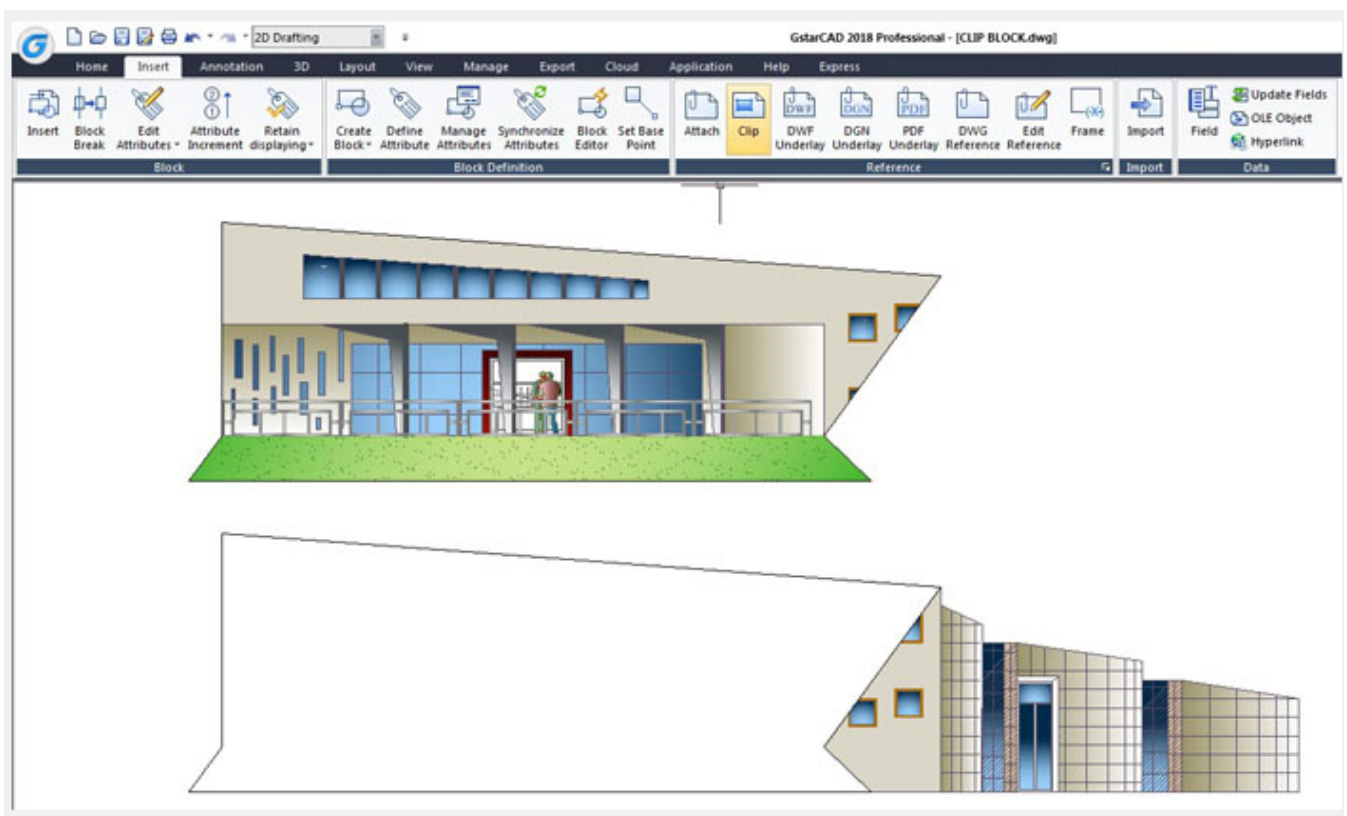 2D Drafting
GstarCAD 2018 Professional - [CLIP BLOCK.dwg]
Home Insert Annotation 3D Layout View Manage Export Cloud Application Help Express
Insert Block Edit Attribute Retain Create Define Manage Synchronize Block Set Base Attach Clip DWF DGN PDF DWG Edit Frame Import Field Update Fields
Break Attributes Increment displaying Block Attribute Attributes Attributes Editor Point Underlay Underlay Underlay Reference Reference OLE Object
Hyperlink
Block Block Definition Reference Import Data